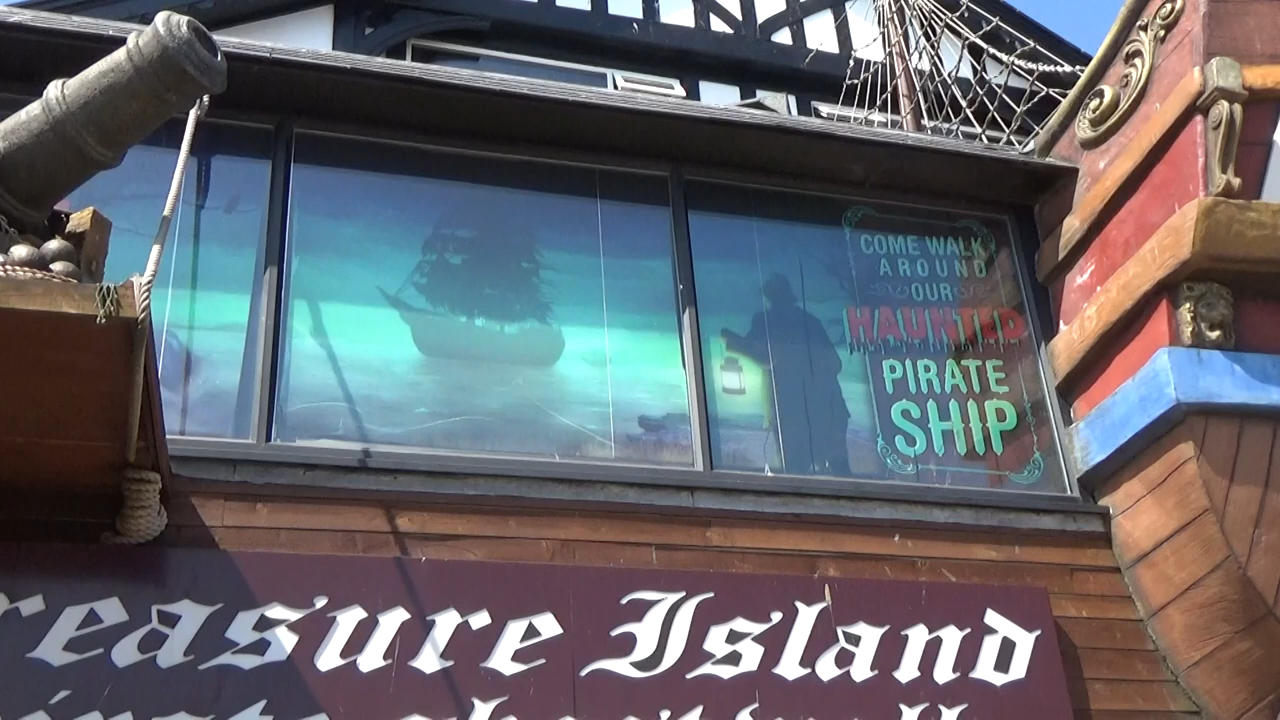 COME WALK
AROUND
OUR
HAUNTED
PIRATE
SHIP
reasure Island